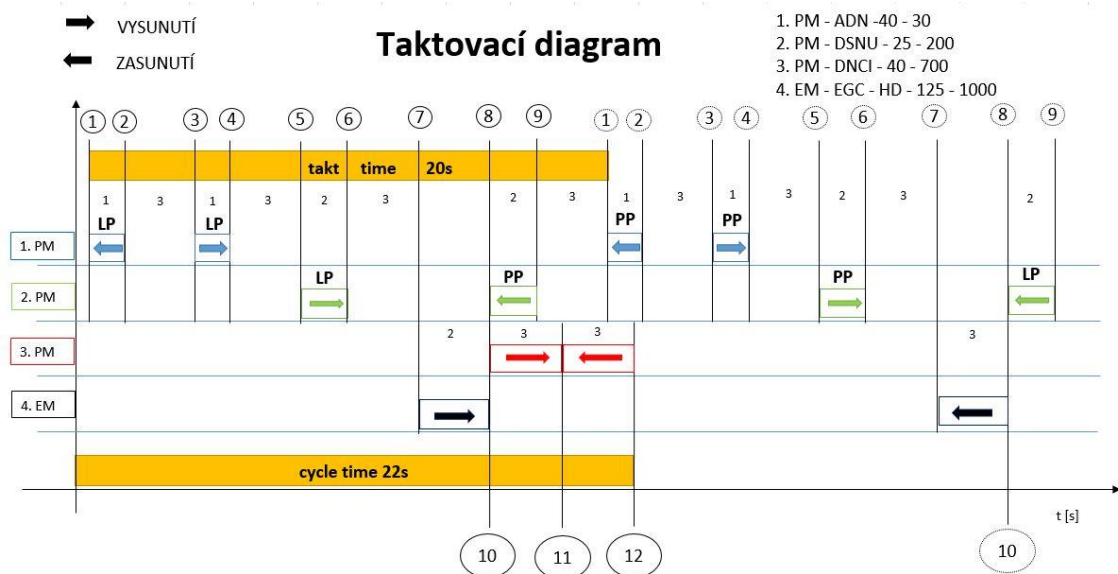 VYSUNUTÍ
ZASUNUTÍ
Taktovací diagram
1. PM - ADN -40 - 30
2. PM - DSNU - 25 - 200
3. PM - DNCI - 40 - 700
4. EM - EGC - HD - 125 - 1000
1 2 3 4 5 6 7 8 9 1 2 3 4 5 6 7 8 9
takt time 20s
1 3 1 3 2 3 2 3 1 3 1 3 2 3 2
LP LP PP PP
1. PM
LP PP PP LP
2. PM
2 3 3 3
3. PM
4. EM
cycle time 22s
t [s]
10 11 12 10